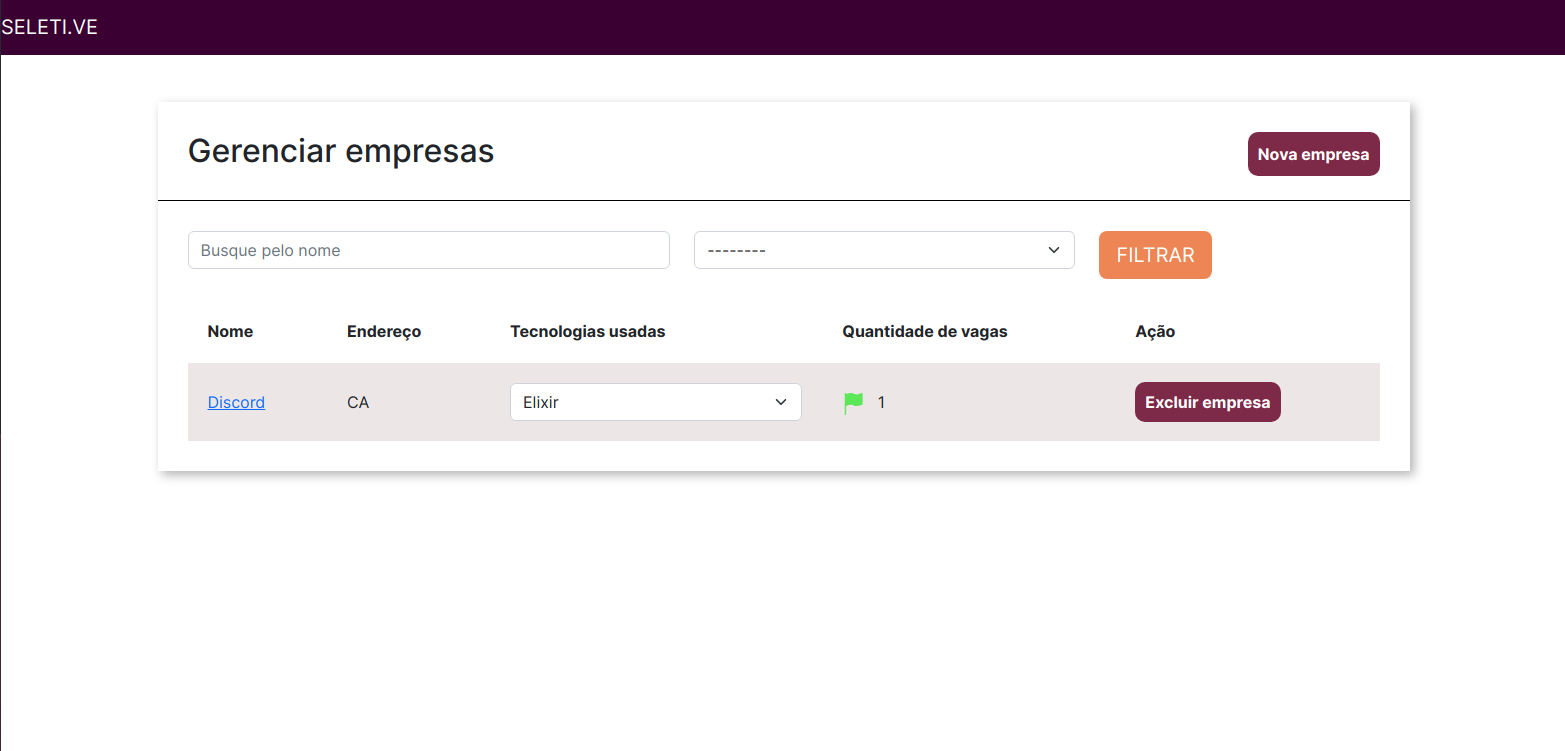 SELETI.VE
Gerenciar empresas
Nova empresa
Busque pelo nome
--------
FILTRAR
Nome Endereço Tecnologias usadas Quantidade de vagas Ação
Discord CA Elixir 1 Excluir empresa